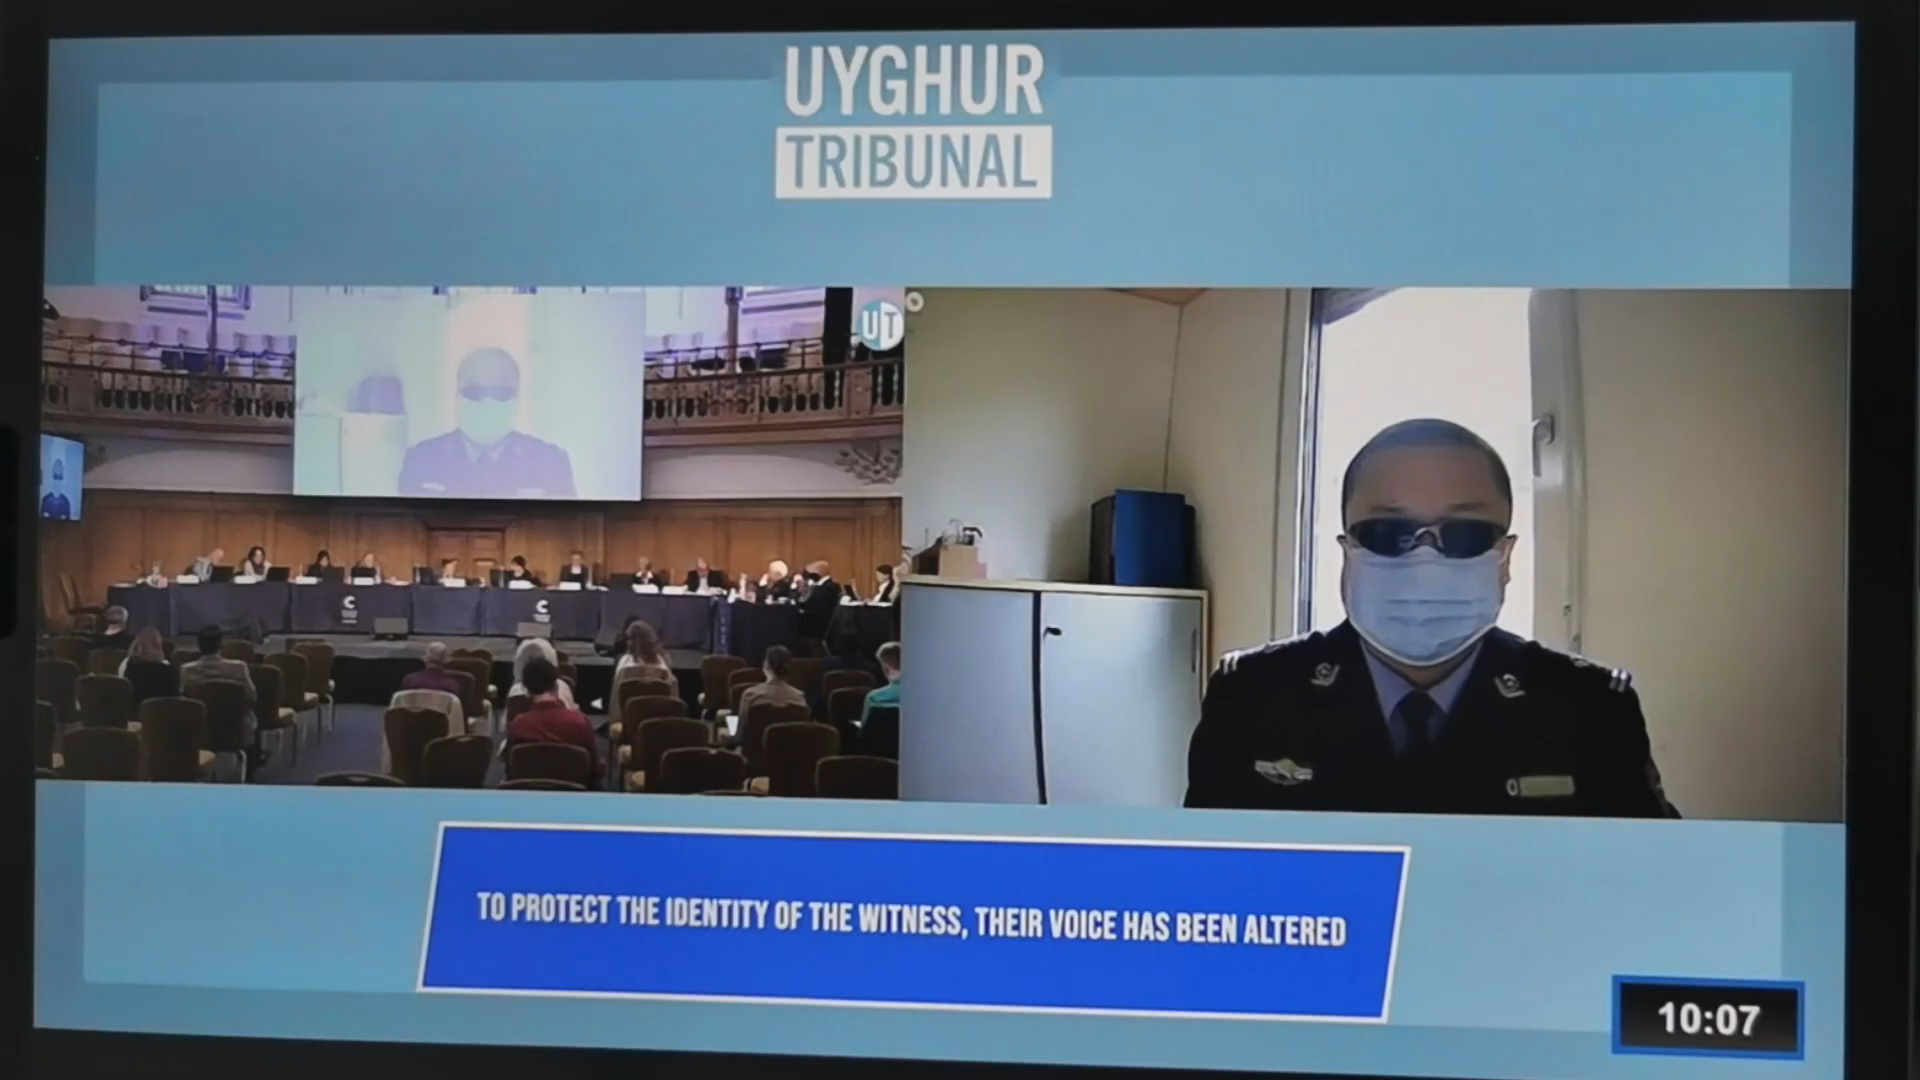 UYGHUR
TRIBUNAL
UT
TO PROTECT THE IDENTITY OF THE WITNESS, THEIR VOICE HAS BEEN ALTERED
10:07